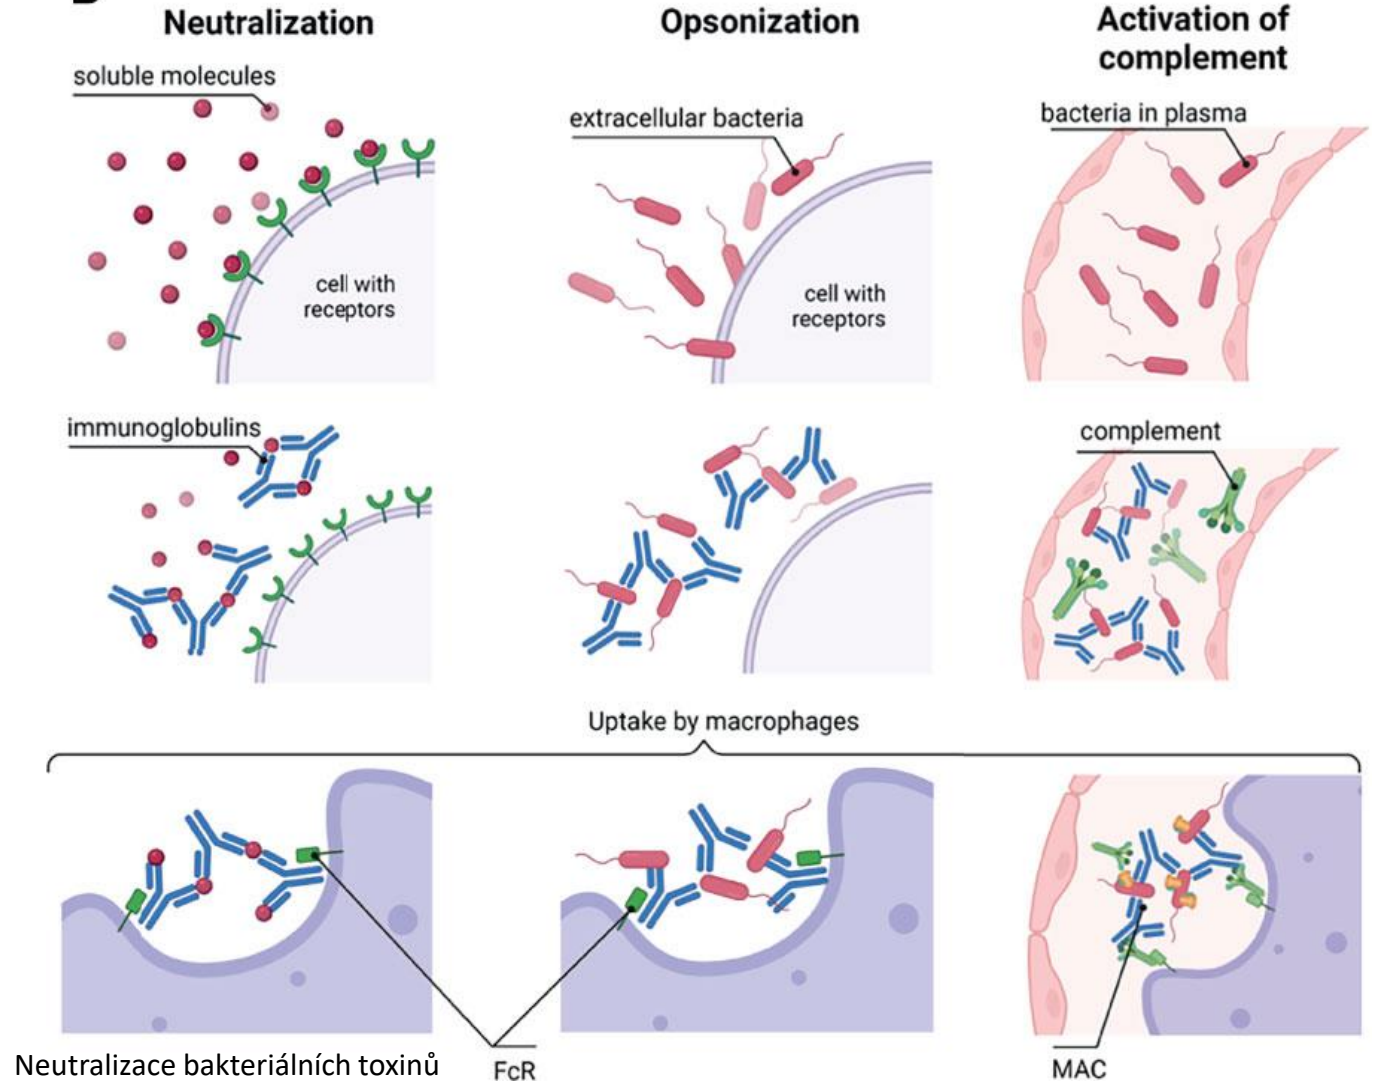 Neutralization
Opsonization
Activation of
complement
soluble molecules
extracellular bacteria
bacteria in plasma
cell with
receptors
cell with
receptors
immunoglobulins
complement
Uptake by macrophages
Neutralizace bakteriálních toxinů
FcR
MAC